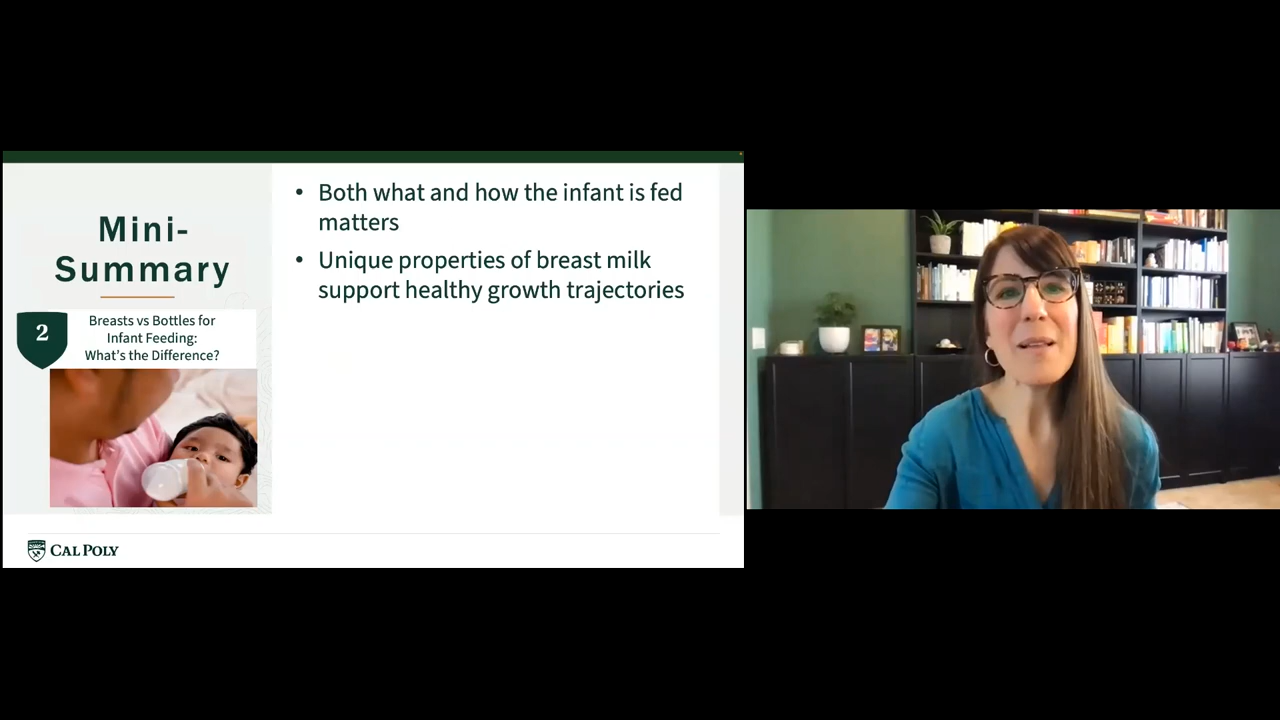 Mini-
Summary
2
Breasts vs Bottles for
Infant Feeding:
What's the Difference?
• Both what and how the infant is fed
matters
• Unique properties of breast milk
support healthy growth trajectories
CAL POLY